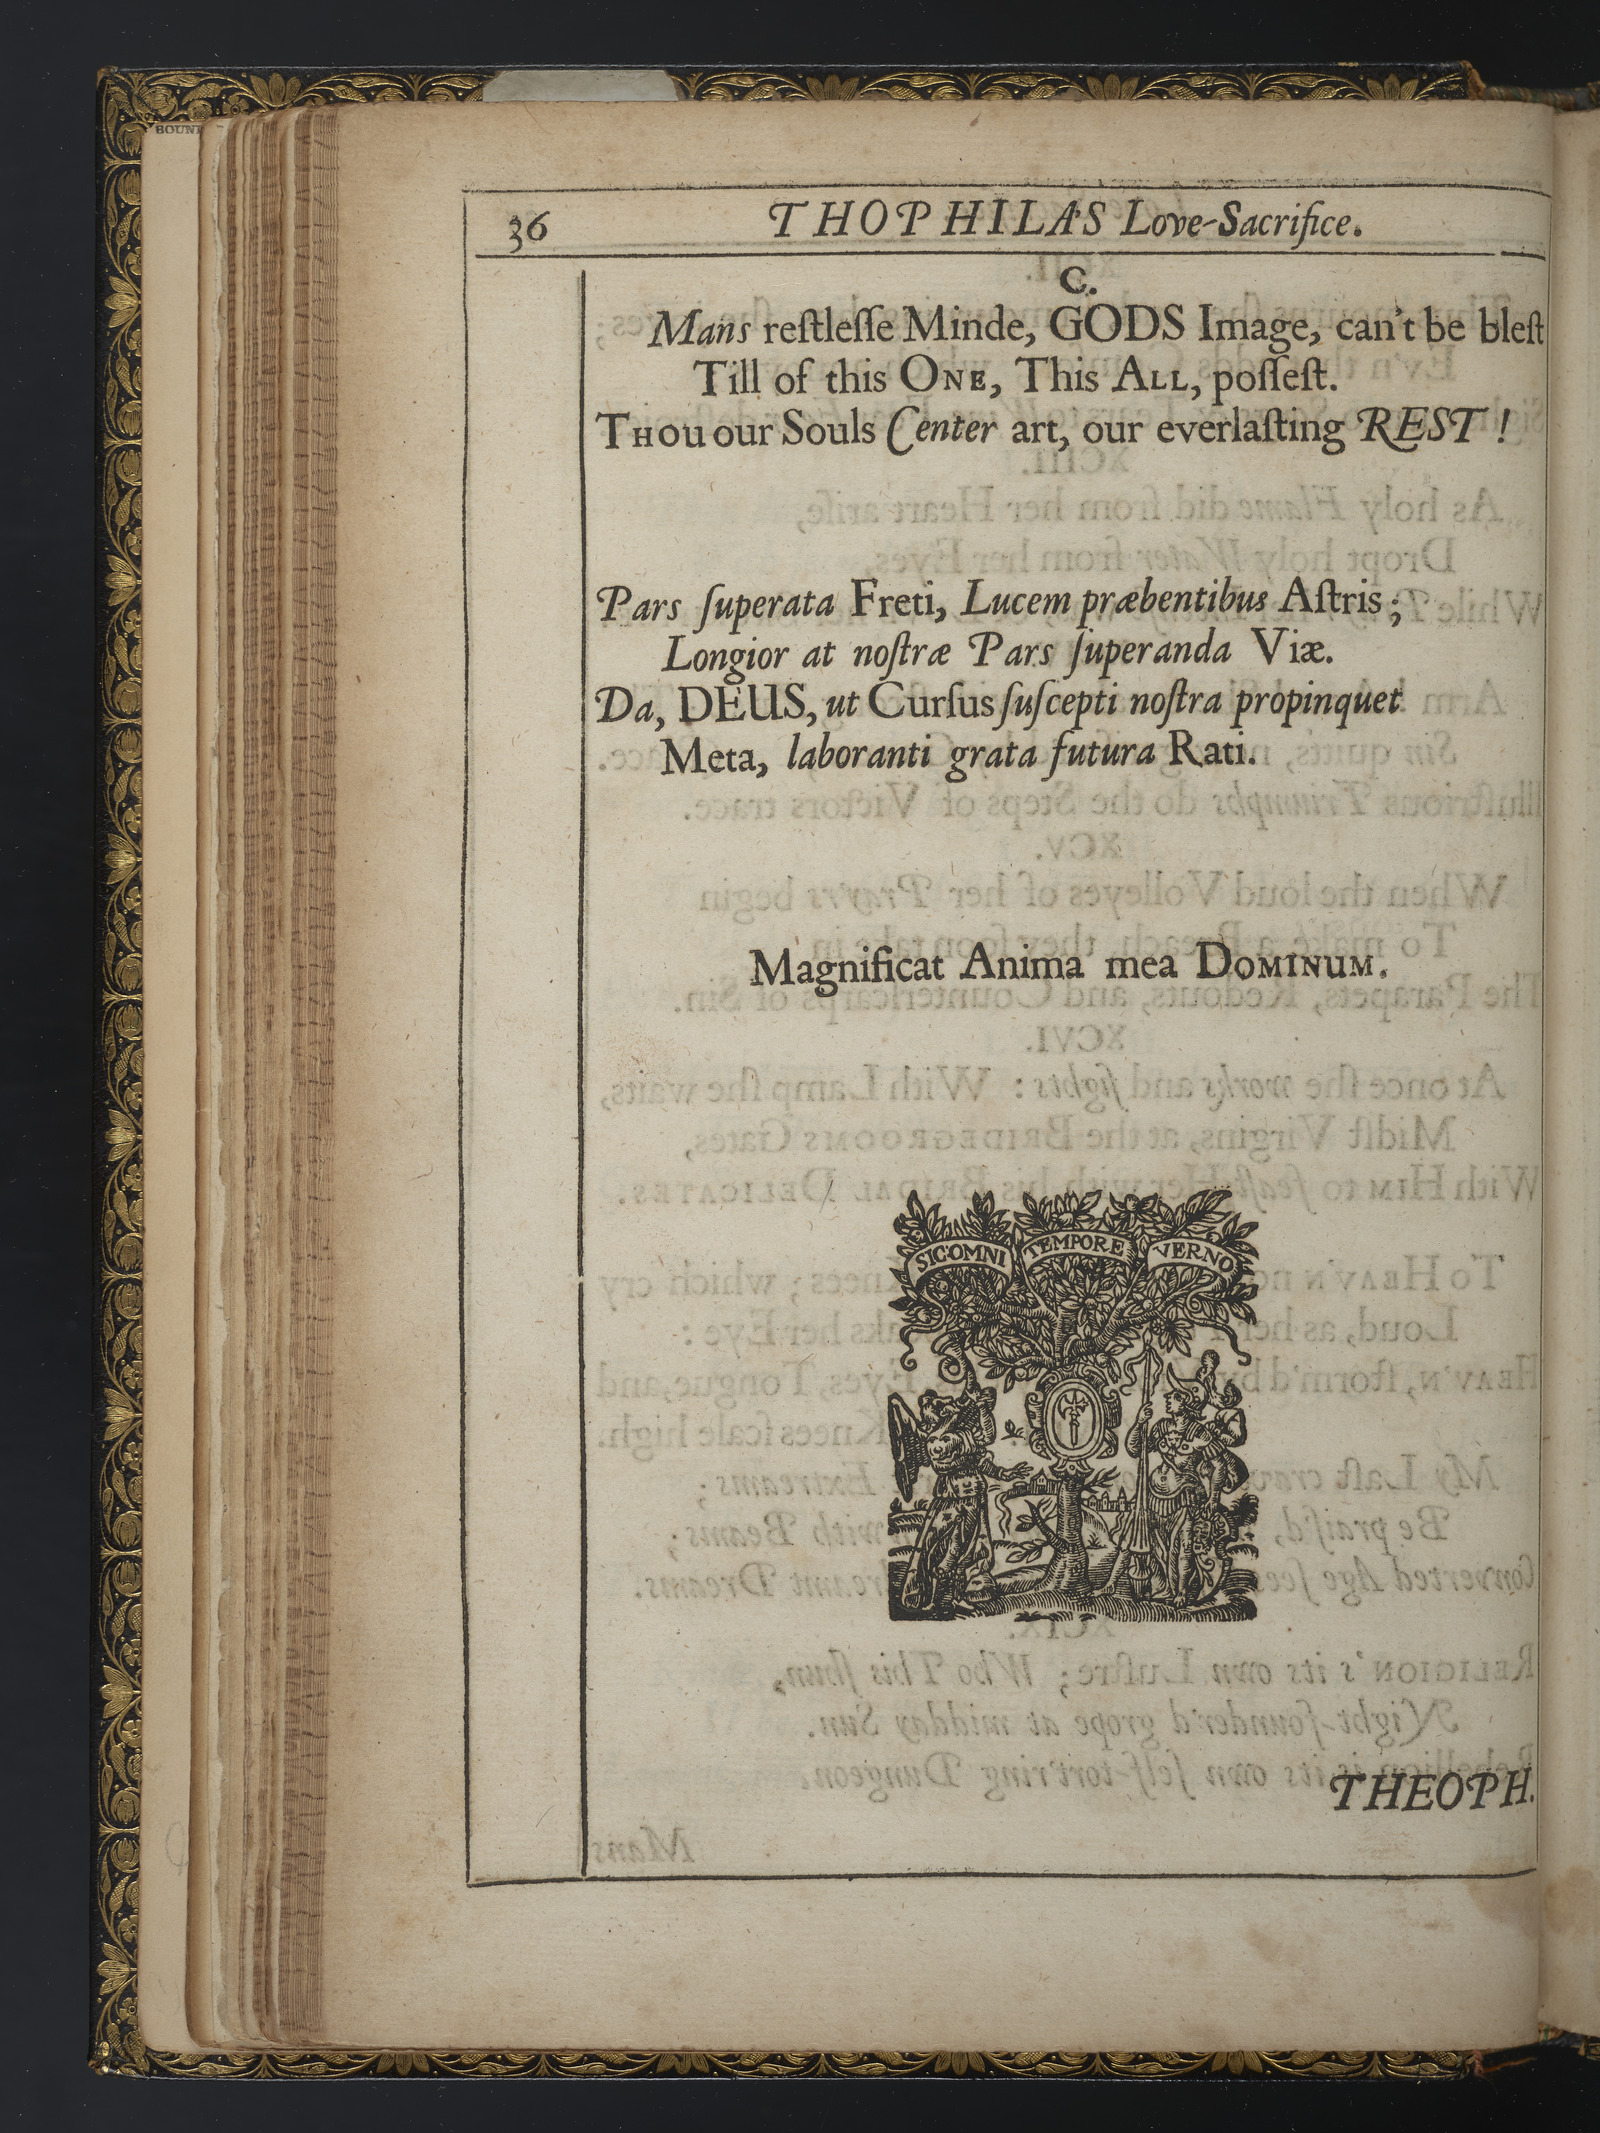 BOUN
36 THOPHILA'S Love-Sacrifice.
C.
Mans reſtleſſe Minde, GODS Image, can't be bleſt
Till of this ONE, This ALL, poſſeſt.
THOU our Souls Center art, our everlaſting REST !
Pars ſuperata Freti, Lucem præbentibus Aſtris ;
Longior at noſtræ Pars ſuperanda Viæ.
Da, DEUS, ut Curſus ſuſcepti noſtra propinquet
Meta, laboranti grata futura Rati.
Magnificat Anima mea DOMINUM.
SIC OMNI TEMPORE VERNO
THEOPH.